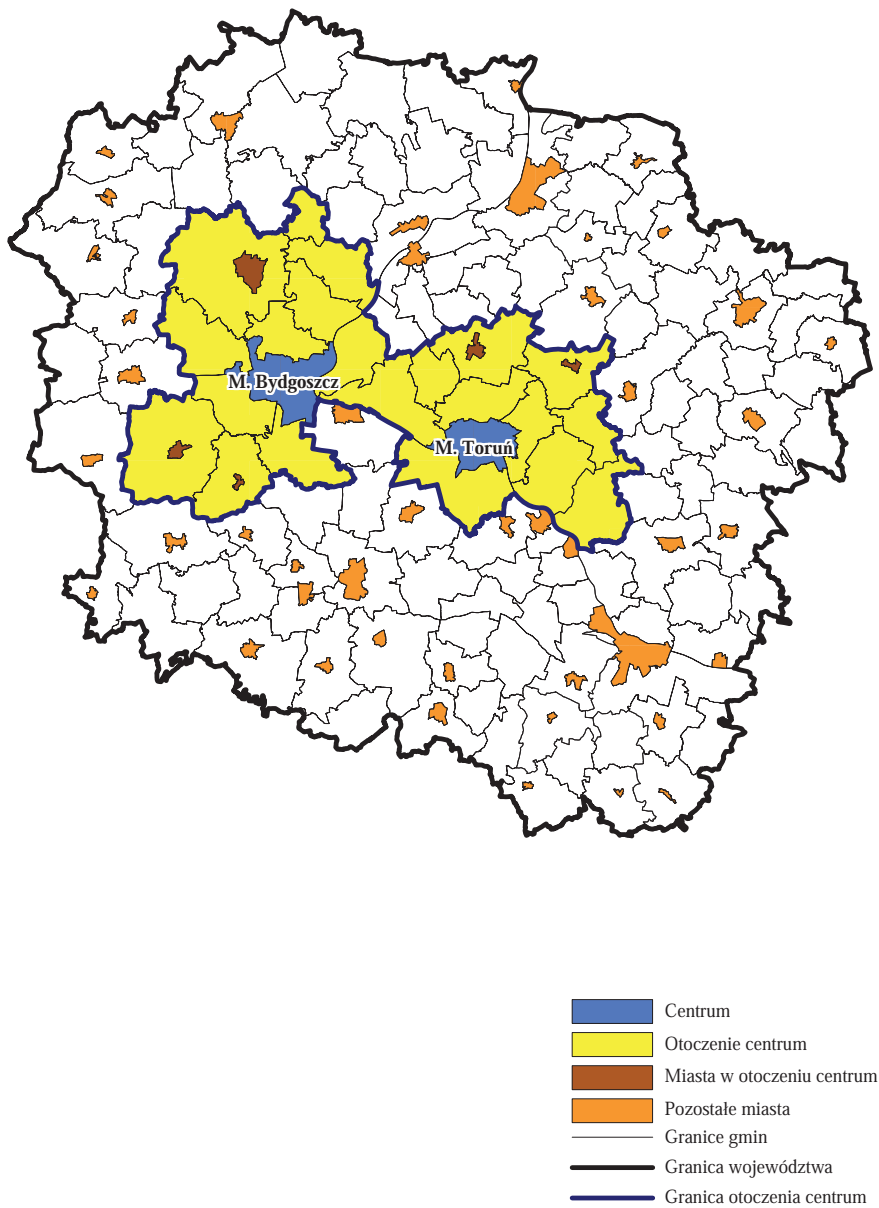 M. Bydgoszcz
M. Toruń
Centrum
Otoczenie centrum
Miasta w otoczeniu centrum
Pozostałe miasta
Granice gmin
Granica województwa
Granica otoczenia centrum